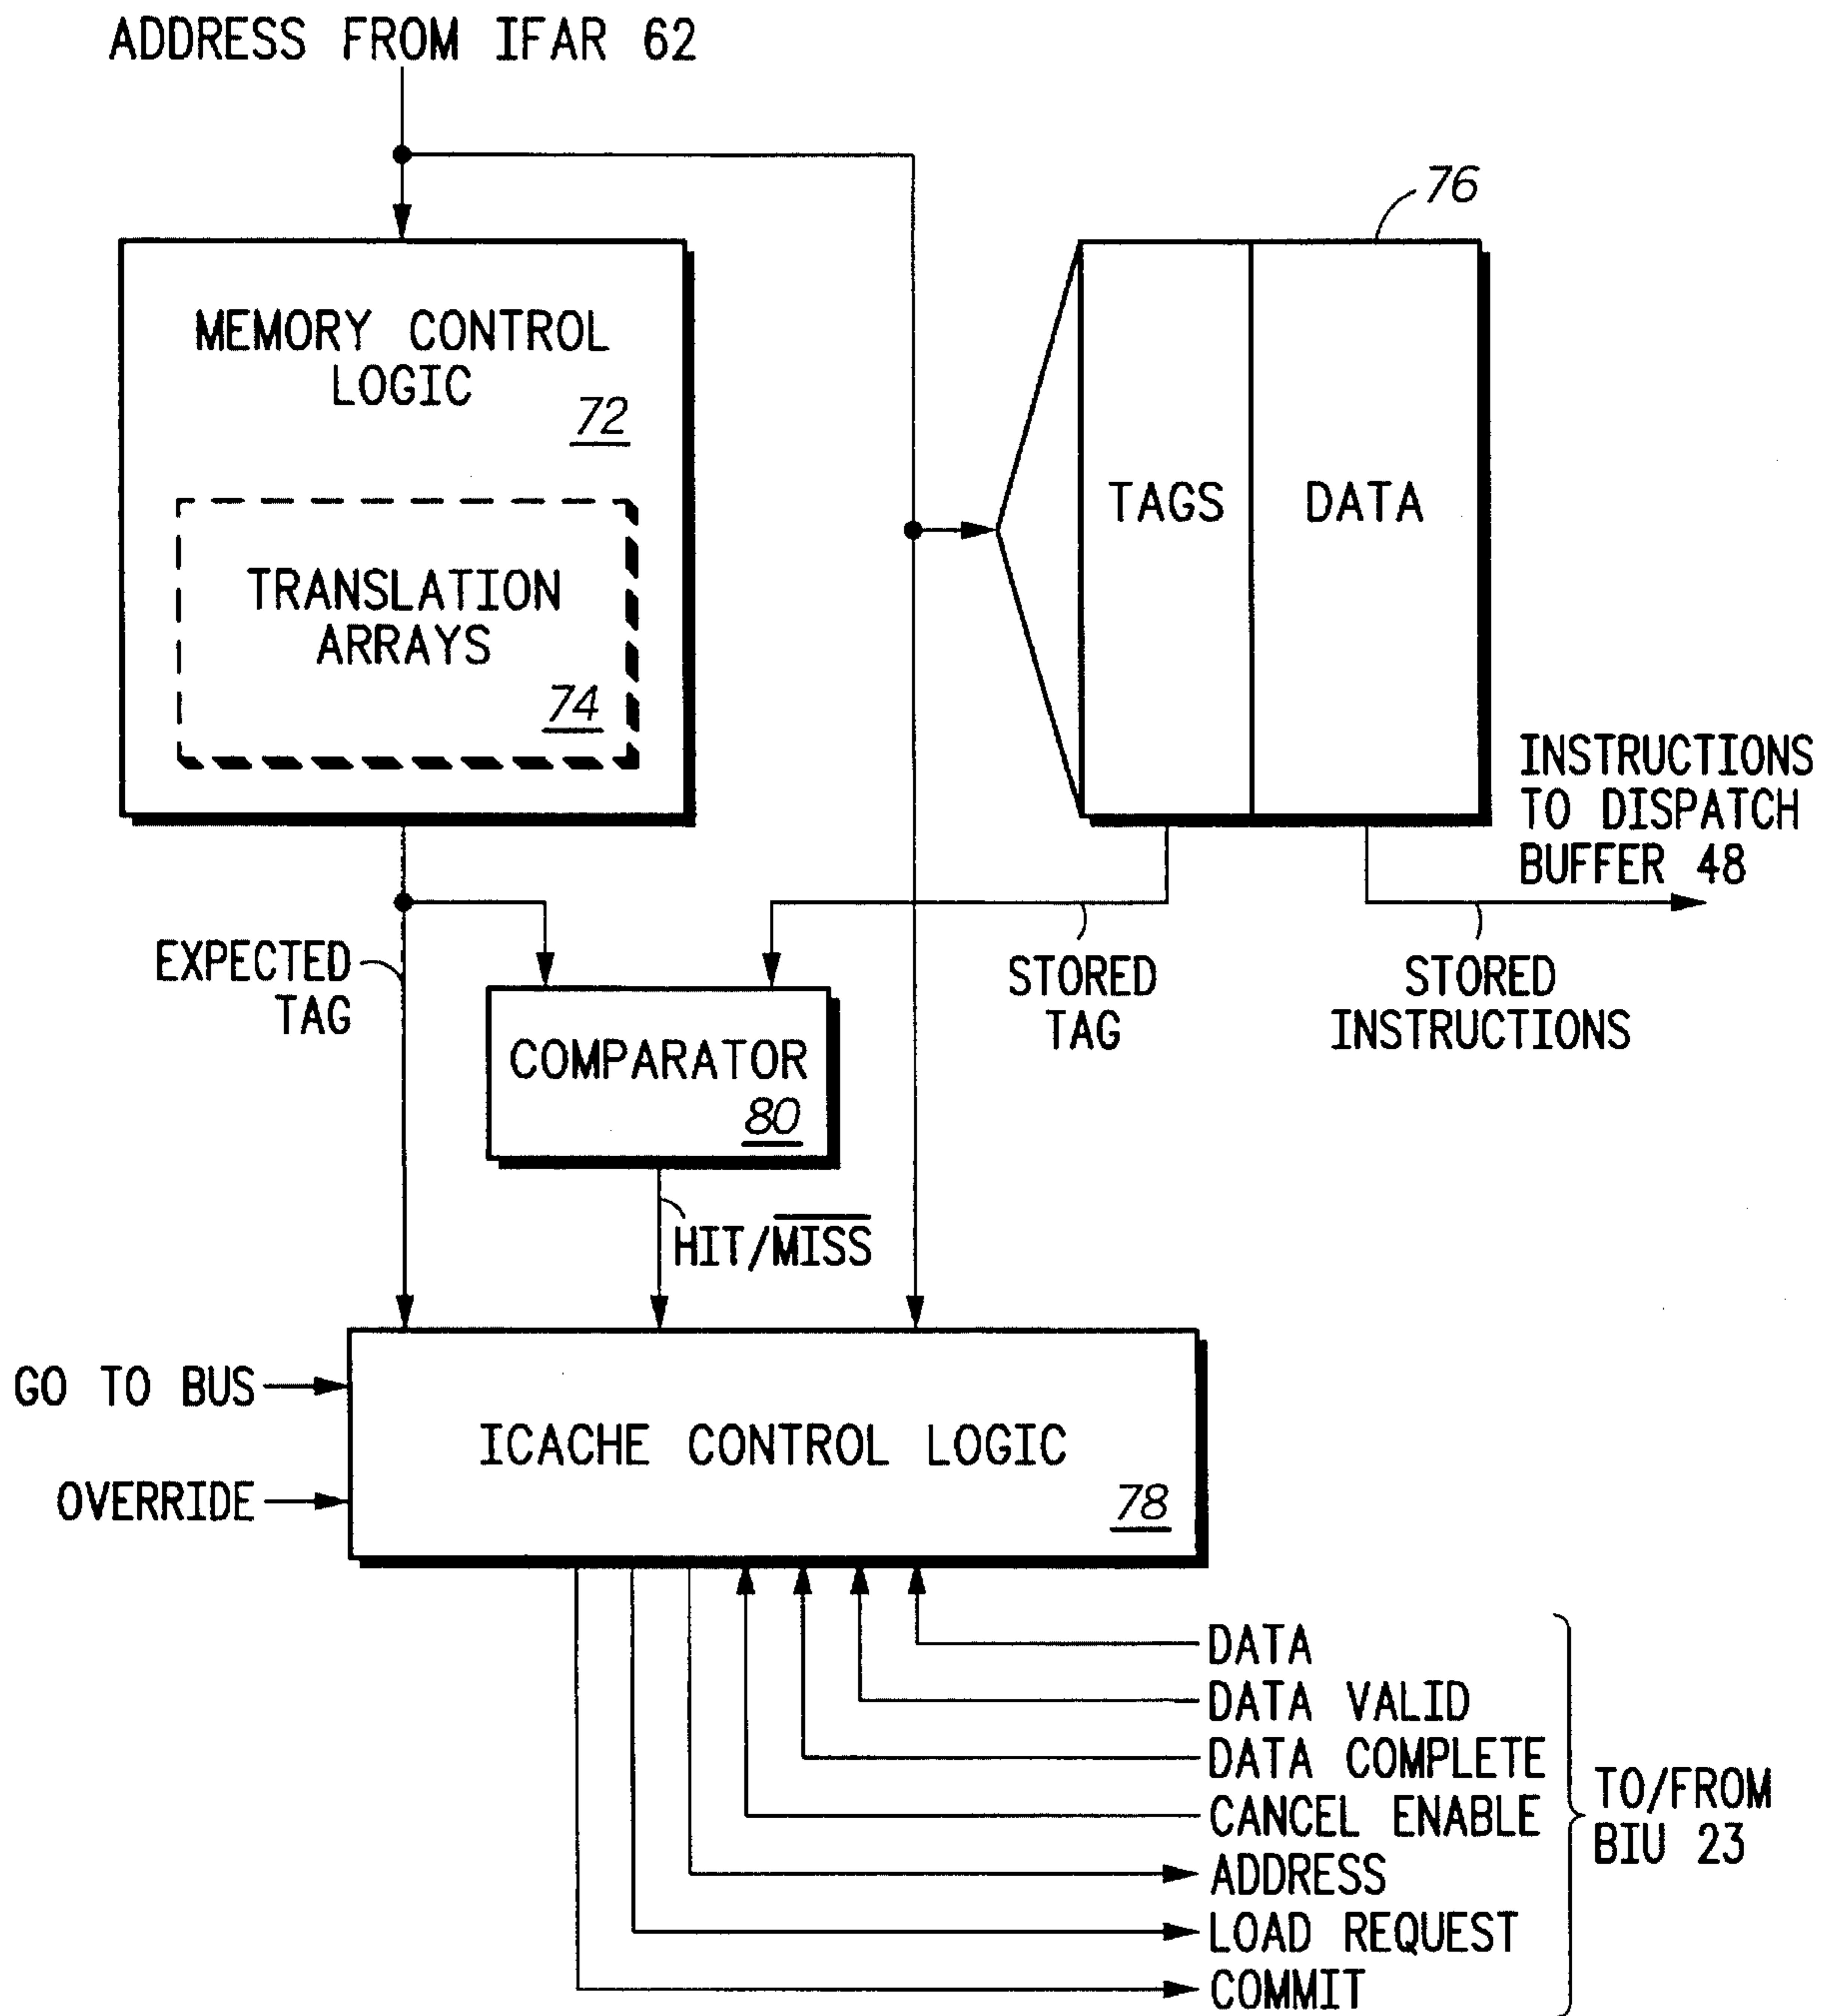 ADDRESS FROM IFAR 62
76
MEMORY CONTROL
LOGIC
72
TRANSLATION
ARRAYS
74
TAGS
DATA
INSTRUCTIONS
TO DISPATCH
BUFFER 48
EXPECTED
TAG
STORED
TAG
STORED
INSTRUCTIONS
COMPARATOR
80
HIT/MISS
GO TO BUS
OVERRIDE
ICACHE CONTROL LOGIC
78
DATA
DATA VALID
DATA COMPLETE
CANCEL ENABLE
ADDRESS
LOAD REQUEST
COMMIT
TO/FROM
BIU 23